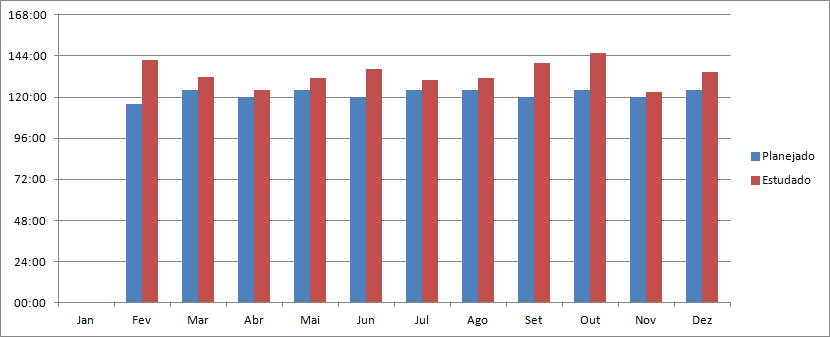 168:00
144:00
120:00
96:00
72:00
48:00
24:00
00:00
Jan Fev Mar Abr Mai Jun Jul Ago Set Out Nov Dez
Planejado
Estudado